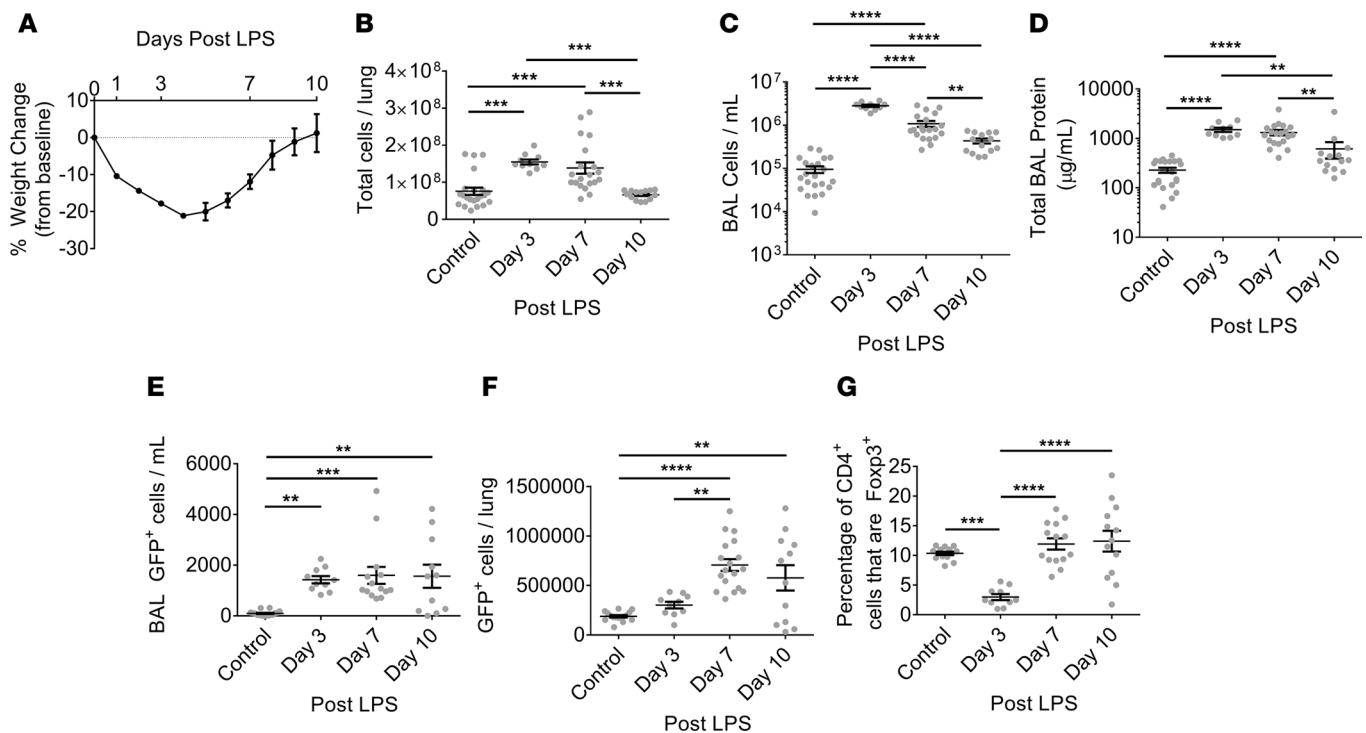 A
Days Post LPS
0 1 3 7 10
% Weight Change
(from baseline)
10
0
-10
-20
-30
B
Total cells / lung
4×10⁸
3×10⁸
2×10⁸
1×10⁸
0
***
***
***
***
***
Control
Day 3
Day 7
Day 10
Post LPS
C
BAL Cells / mL
10⁷
10⁶
10⁵
10⁴
10³
****
****
****
****
**
Control
Day 3
Day 7
Day 10
Post LPS
D
Total BAL Protein
(µg/mL)
10000
1000
100
10
****
**
****
**
Control
Day 3
Day 7
Day 10
Post LPS
E
BAL GFP⁺ cells / mL
6000
4000
2000
0
**
***
**
Control
Day 3
Day 7
Day 10
Post LPS
F
GFP⁺ cells / lung
1500000
1000000
500000
0
**
****
**
Control
Day 3
Day 7
Day 10
Post LPS
G
Percentage of CD4⁺
cells that are Foxp3⁺
25
20
15
10
5
0
****
****
***
Control
Day 3
Day 7
Day 10
Post LPS